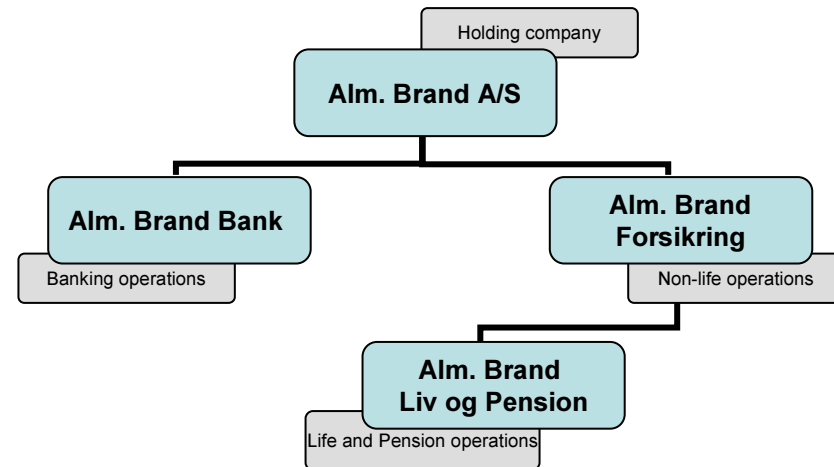 Holding company
Alm. Brand A/S
Alm. Brand Bank
Banking operations
Alm. Brand
Forsikring
Non-life operations
Alm. Brand
Liv og Pension
Life and Pension operations